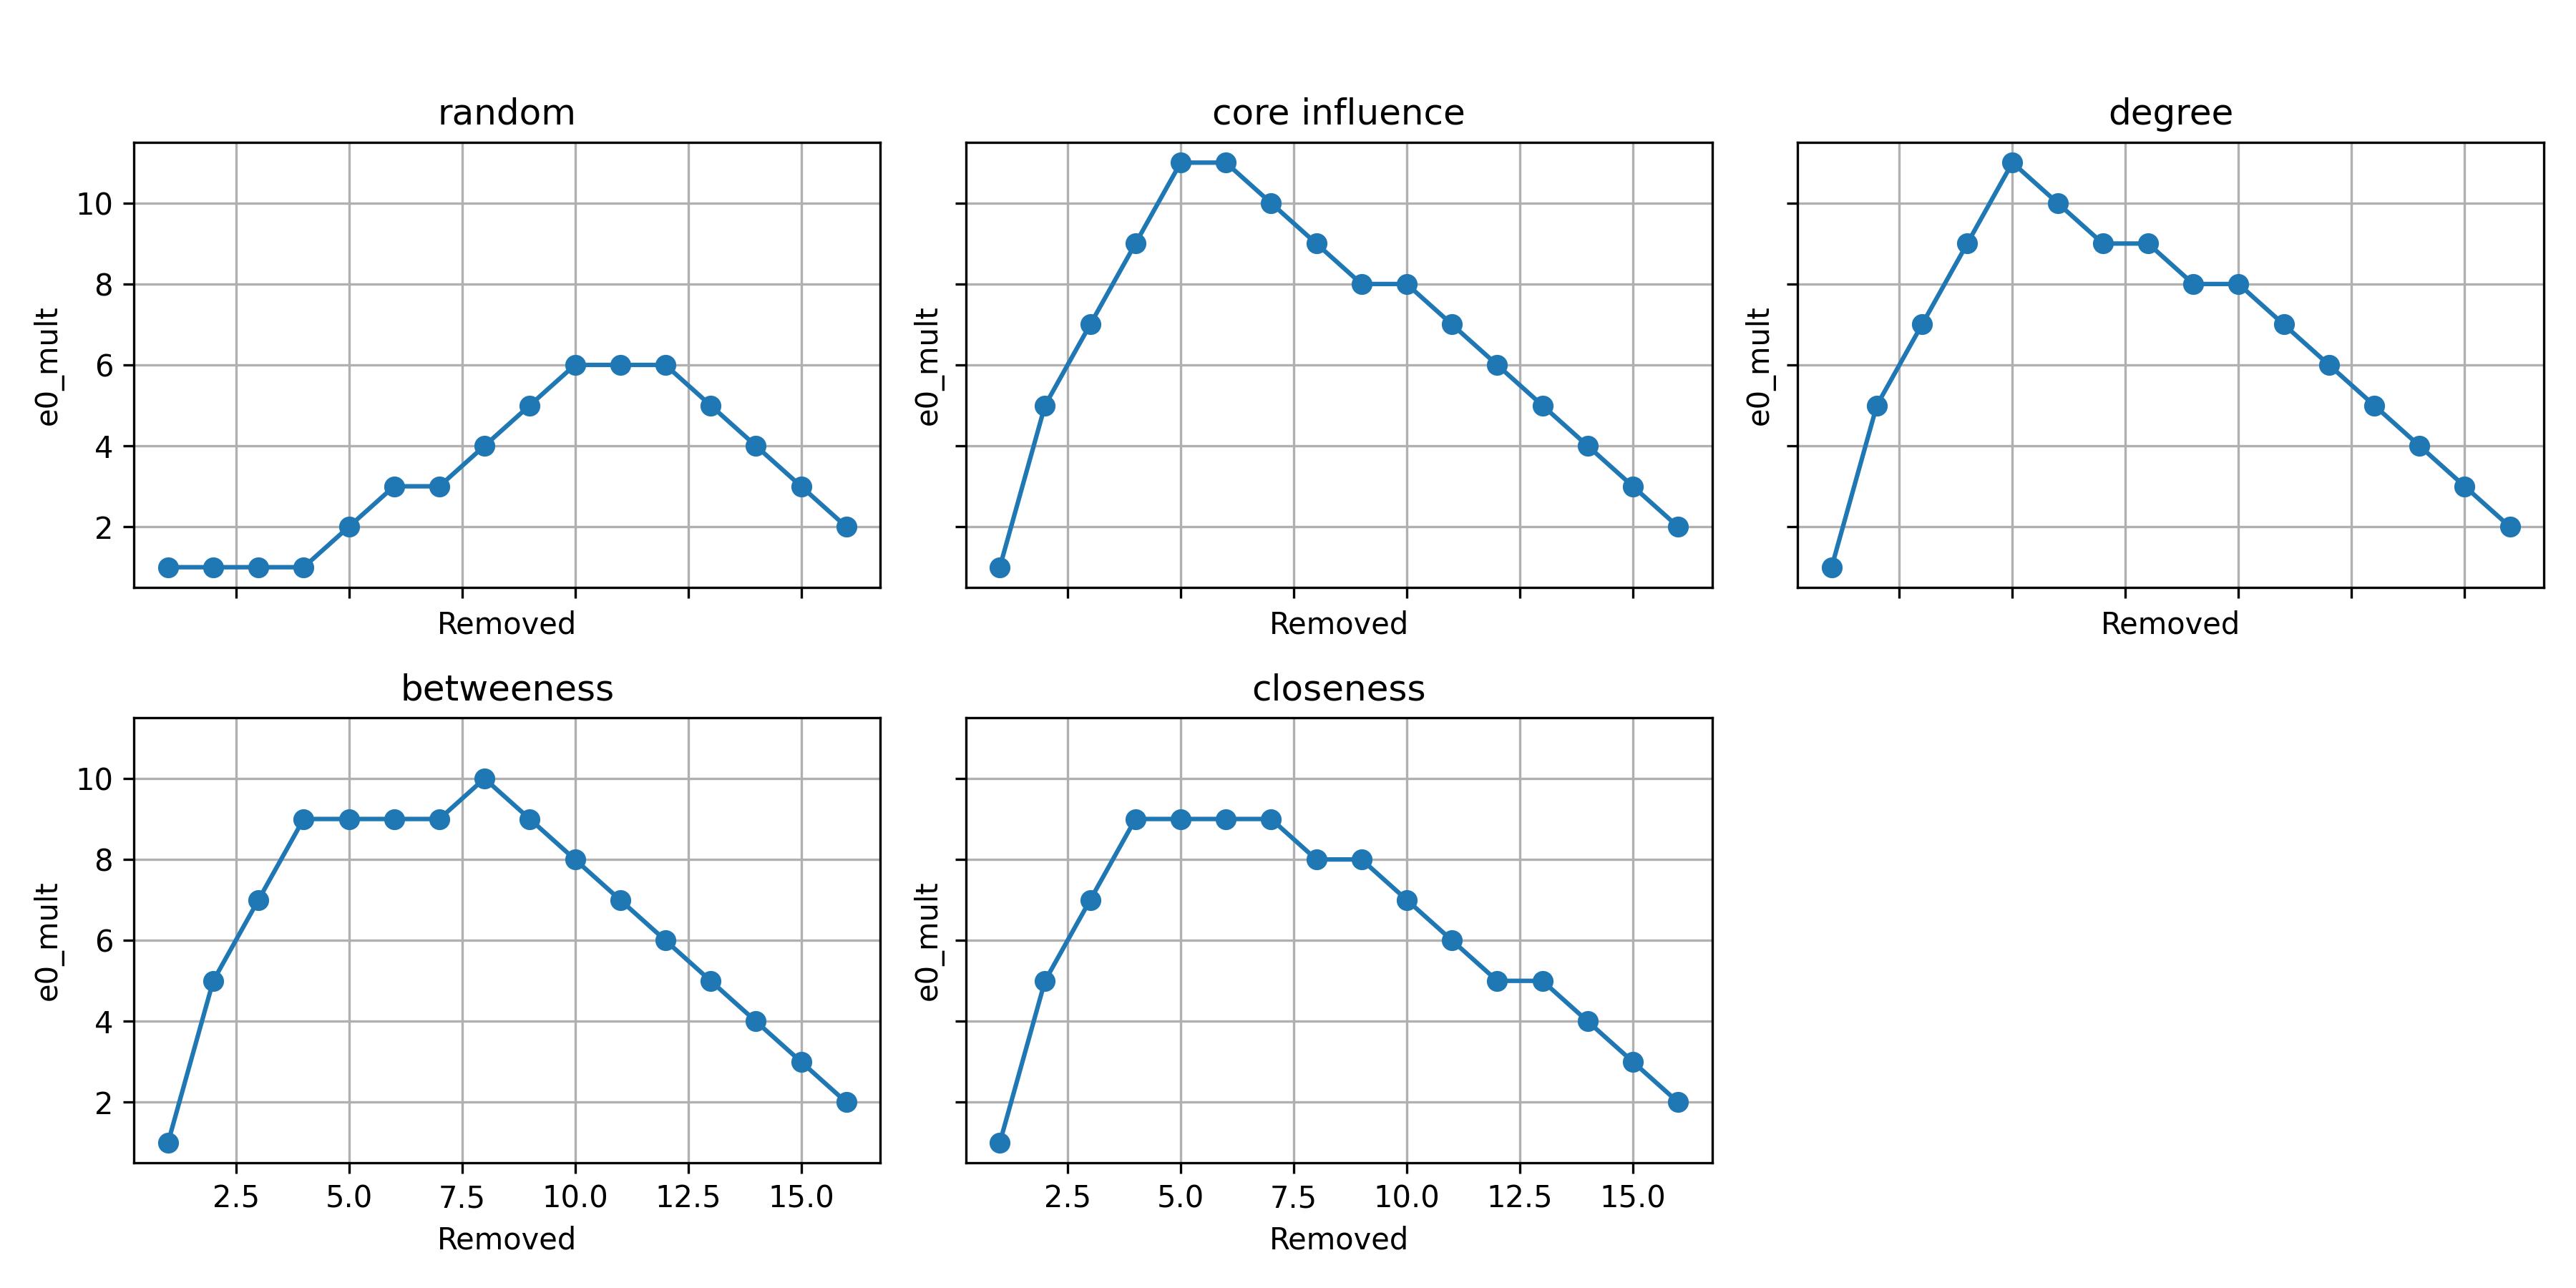 random
core influence
degree
10
8
6
4
2
e0_mult
e0_mult
e0_mult
Removed
Removed
Removed
betweeness
closeness
10
8
6
4
2
e0_mult
e0_mult
2.5 5.0 7.5 10.0 12.5 15.0
2.5 5.0 7.5 10.0 12.5 15.0
Removed
Removed